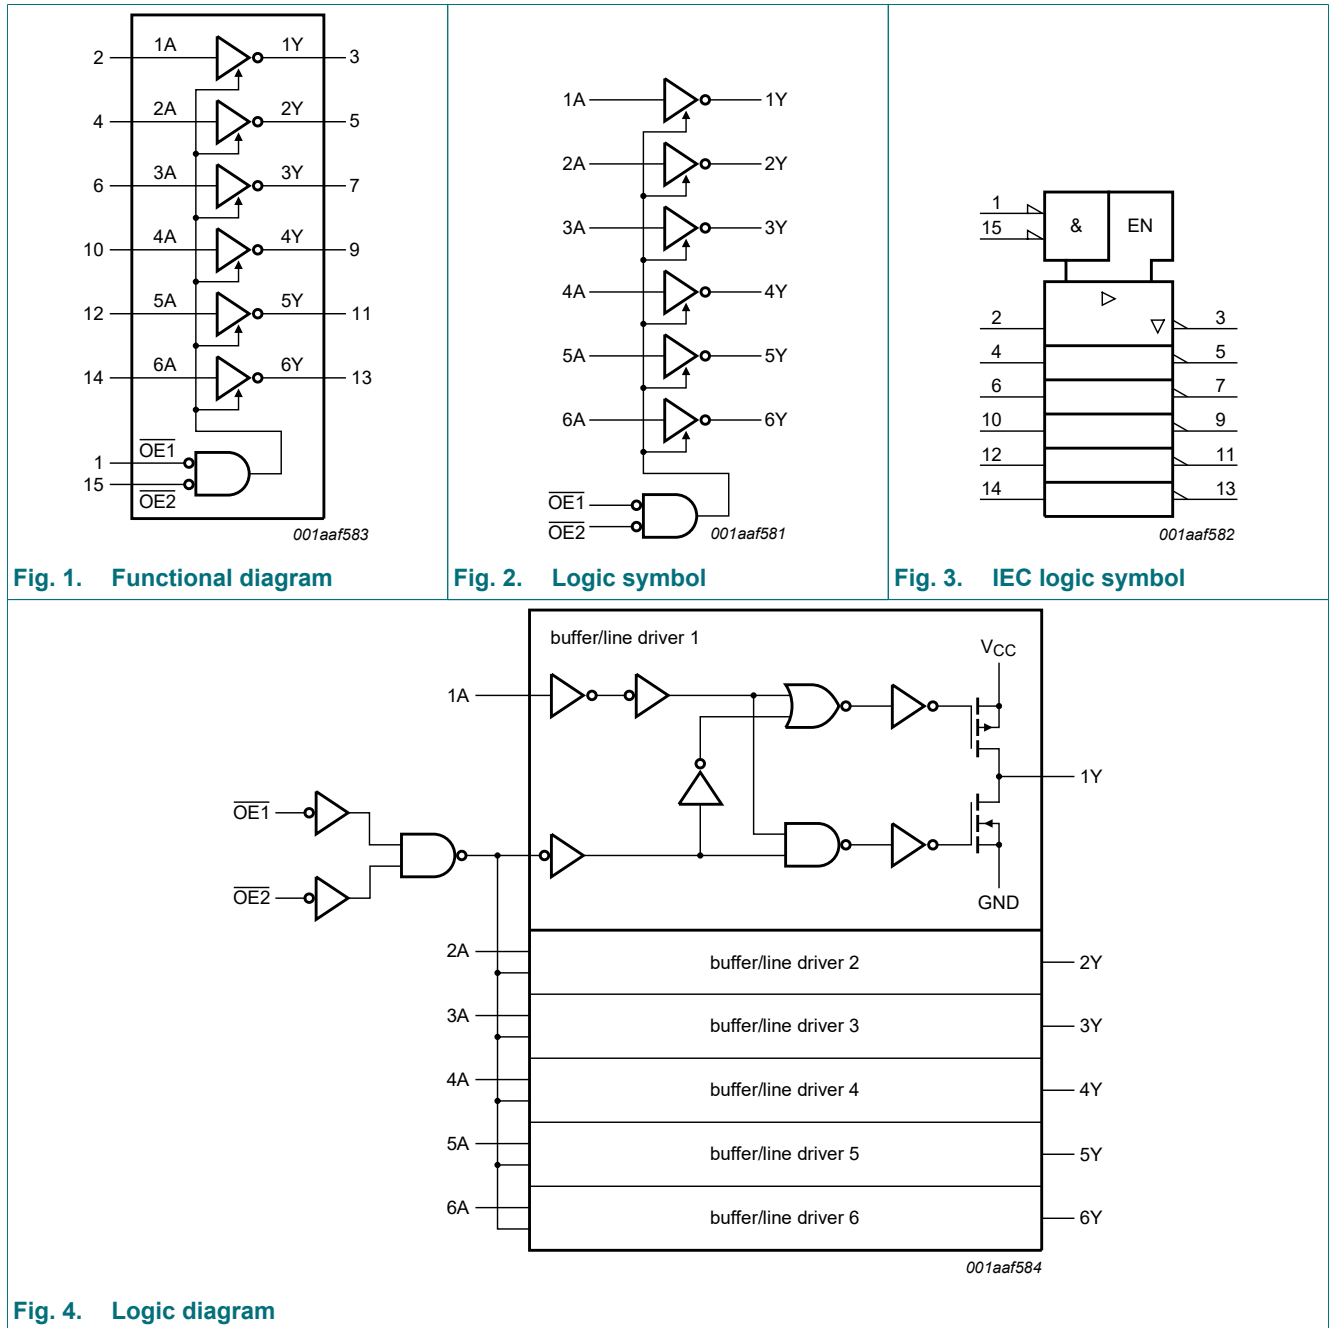 2 1A 1Y 3
4 2A 2Y 5
6 3A 3Y 7
10 4A 4Y 9
12 5A 5Y 11
14 6A 6Y 13
1 OE1
15 OE2
001aaf583
Fig. 1. Functional diagram
1A 1Y
2A 2Y
3A 3Y
4A 4Y
5A 5Y
6A 6Y
OE1
OE2
001aaf581
Fig. 2. Logic symbol
1
15
& EN
2 3
4 5
6 7
10 9
12 11
14 13
001aaf582
Fig. 3. IEC logic symbol
buffer/line driver 1
VCC
1A
1Y
OE1
OE2
GND
2A buffer/line driver 2 2Y
3A buffer/line driver 3 3Y
4A buffer/line driver 4 4Y
5A buffer/line driver 5 5Y
6A buffer/line driver 6 6Y
001aaf584
Fig. 4. Logic diagram